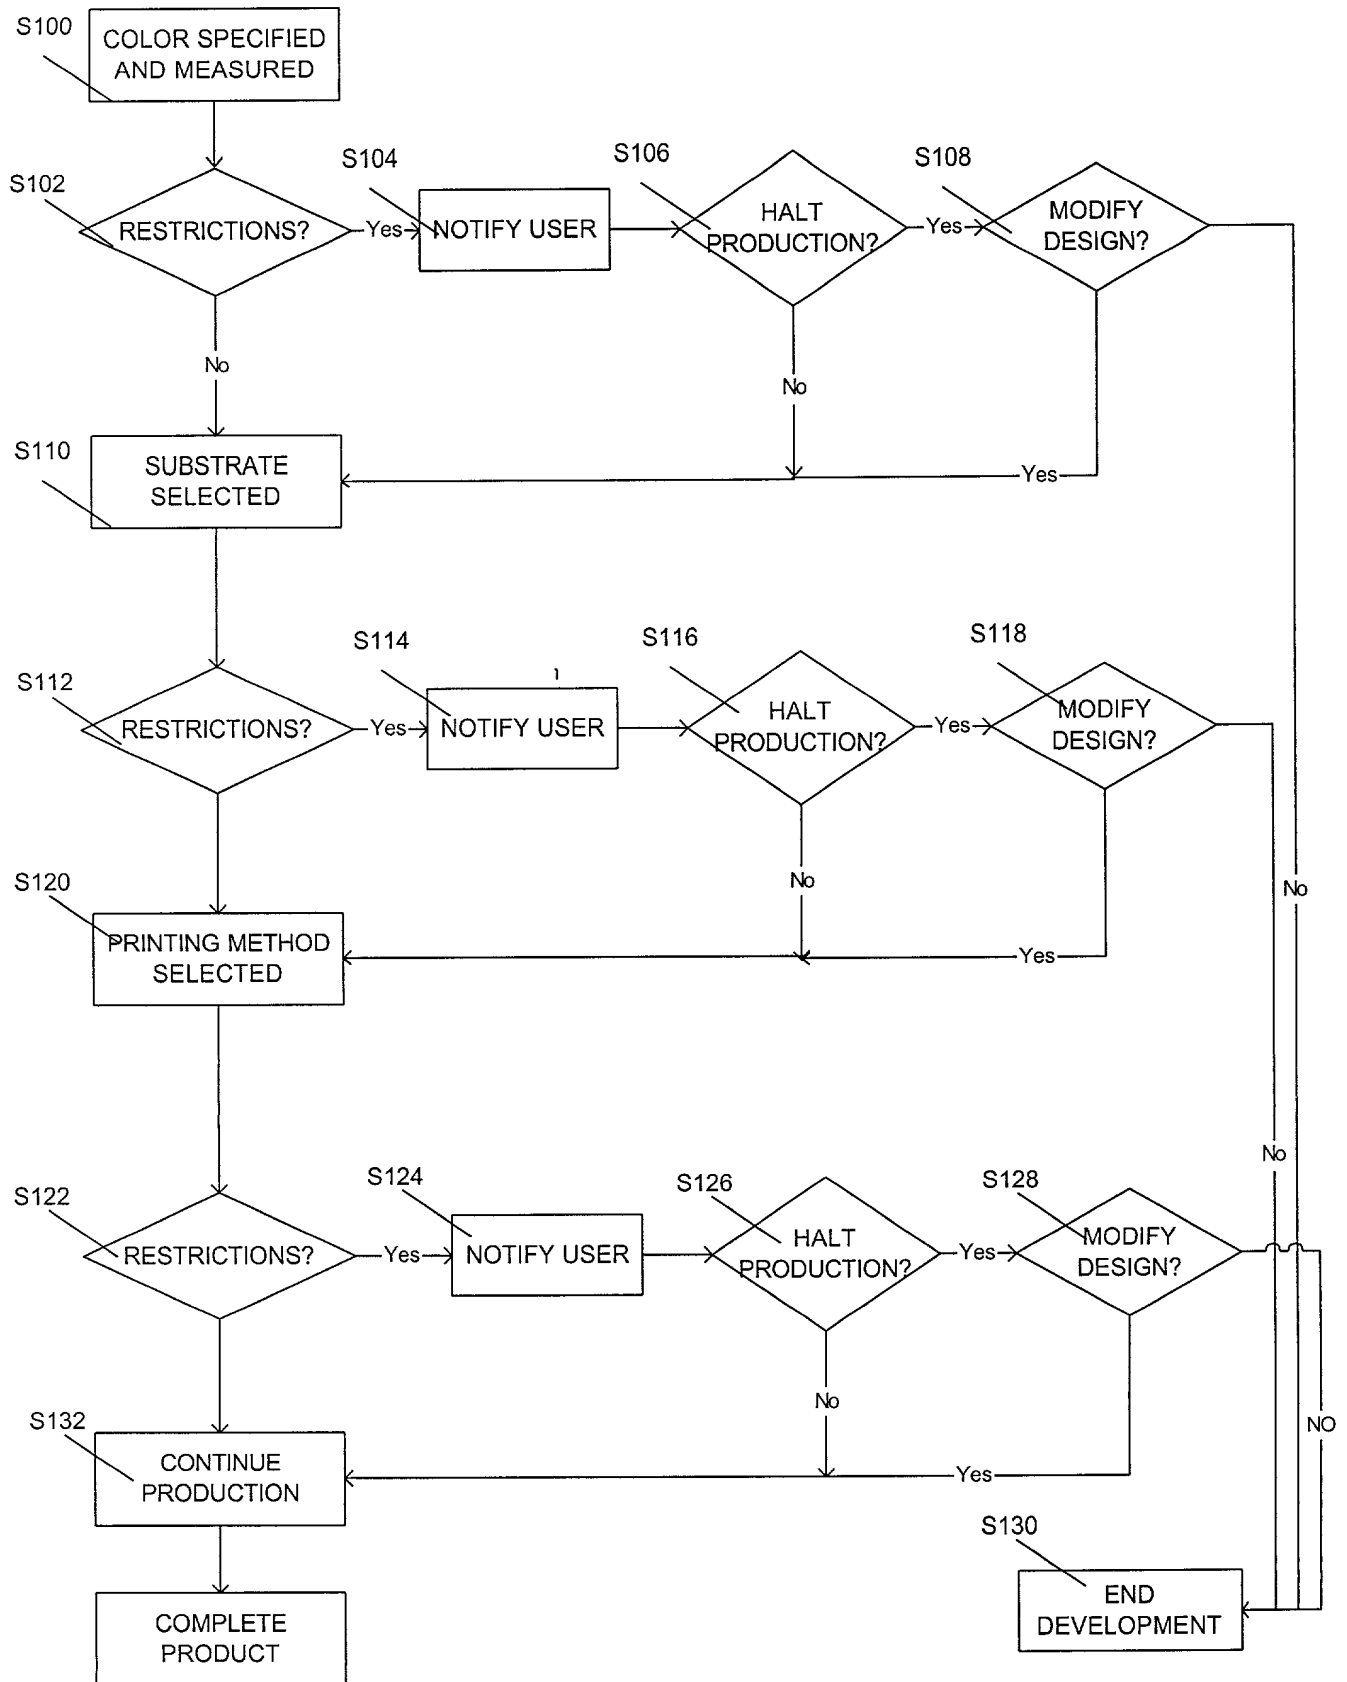 S100
COLOR SPECIFIED
AND MEASURED
S102
RESTRICTIONS?
Yes
S104
NOTIFY USER
S106
HALT
PRODUCTION?
Yes
S108
MODIFY
DESIGN?
No
No
Yes
No
S110
SUBSTRATE
SELECTED
S112
RESTRICTIONS?
Yes
S114
NOTIFY USER
S116
HALT
PRODUCTION?
Yes
S118
MODIFY
DESIGN?
No
Yes
No
S120
PRINTING METHOD
SELECTED
S122
RESTRICTIONS?
Yes
S124
NOTIFY USER
S126
HALT
PRODUCTION?
Yes
S128
MODIFY
DESIGN?
No
Yes
NO
S132
CONTINUE
PRODUCTION
S130
END
DEVELOPMENT
COMPLETE
PRODUCT